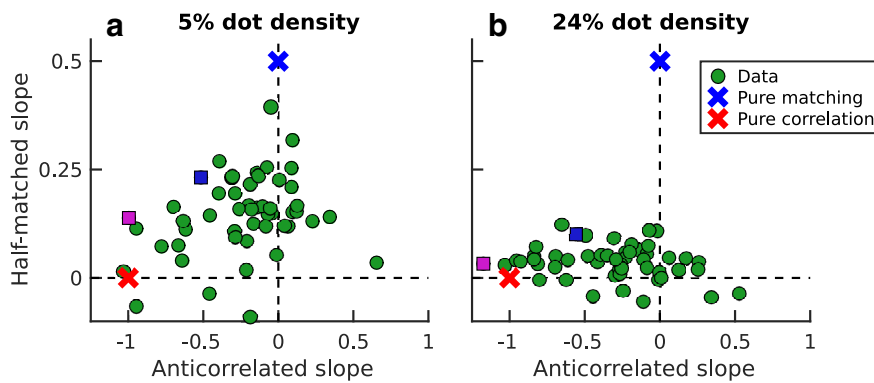 a
5% dot density
Half-matched slope
0.5
0.25
0
-1
-0.5
0
0.5
1
Anticorrelated slope
b
24% dot density
Data
Pure matching
Pure correlation
-1
-0.5
0
0.5
1
Anticorrelated slope